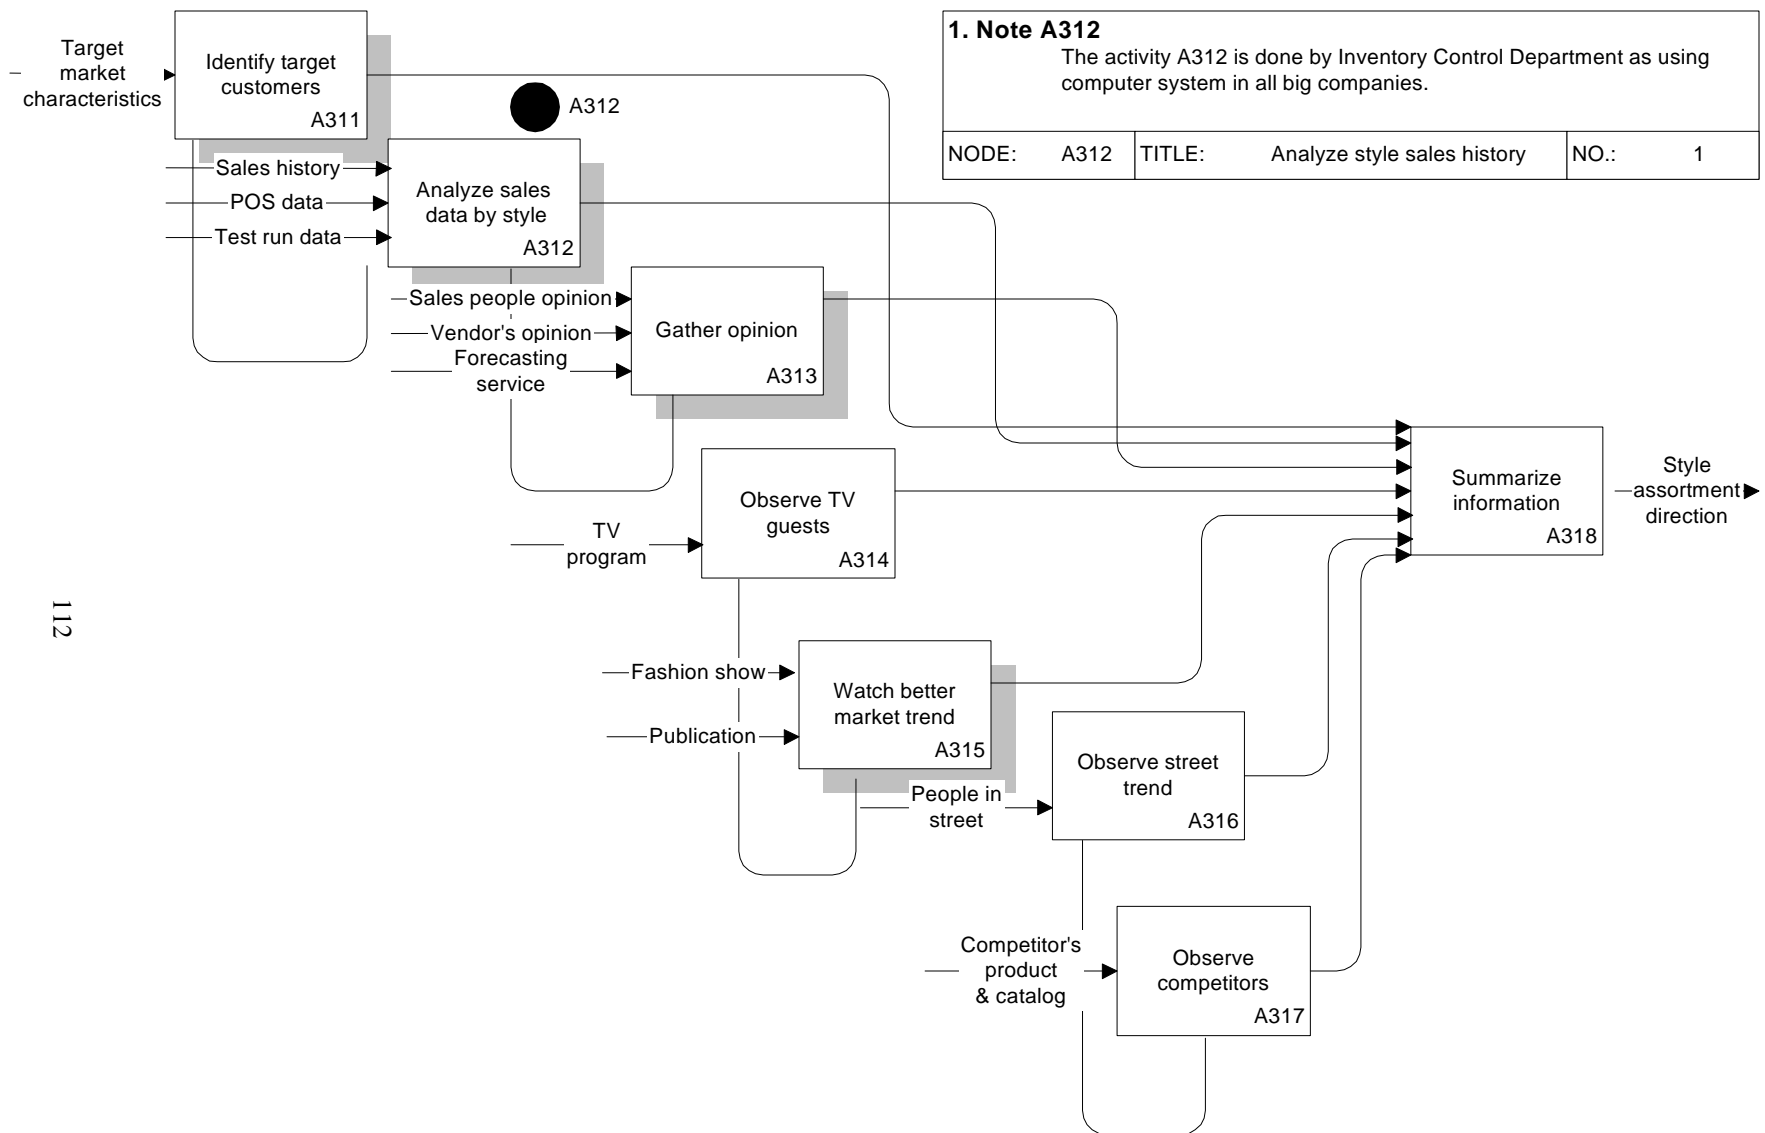 Target
market
characteristics
Identify target
customers
A311
A312
1. Note A312
The activity A312 is done by Inventory Control Department as using
computer system in all big companies.
NODE: A312 TITLE: Analyze style sales history NO.: 1
Sales history
POS data
Test run data
Analyze sales
data by style
A312
Sales people opinion
Vendor's opinion
Forecasting
service
Gather opinion
A313
TV
program
Observe TV
guests
A314
Summarize
information
A318
Style
assortment
direction
Fashion show
Publication
Watch better
market trend
A315
People in
street
Observe street
trend
A316
Competitor's
product
& catalog
Observe
competitors
A317
112